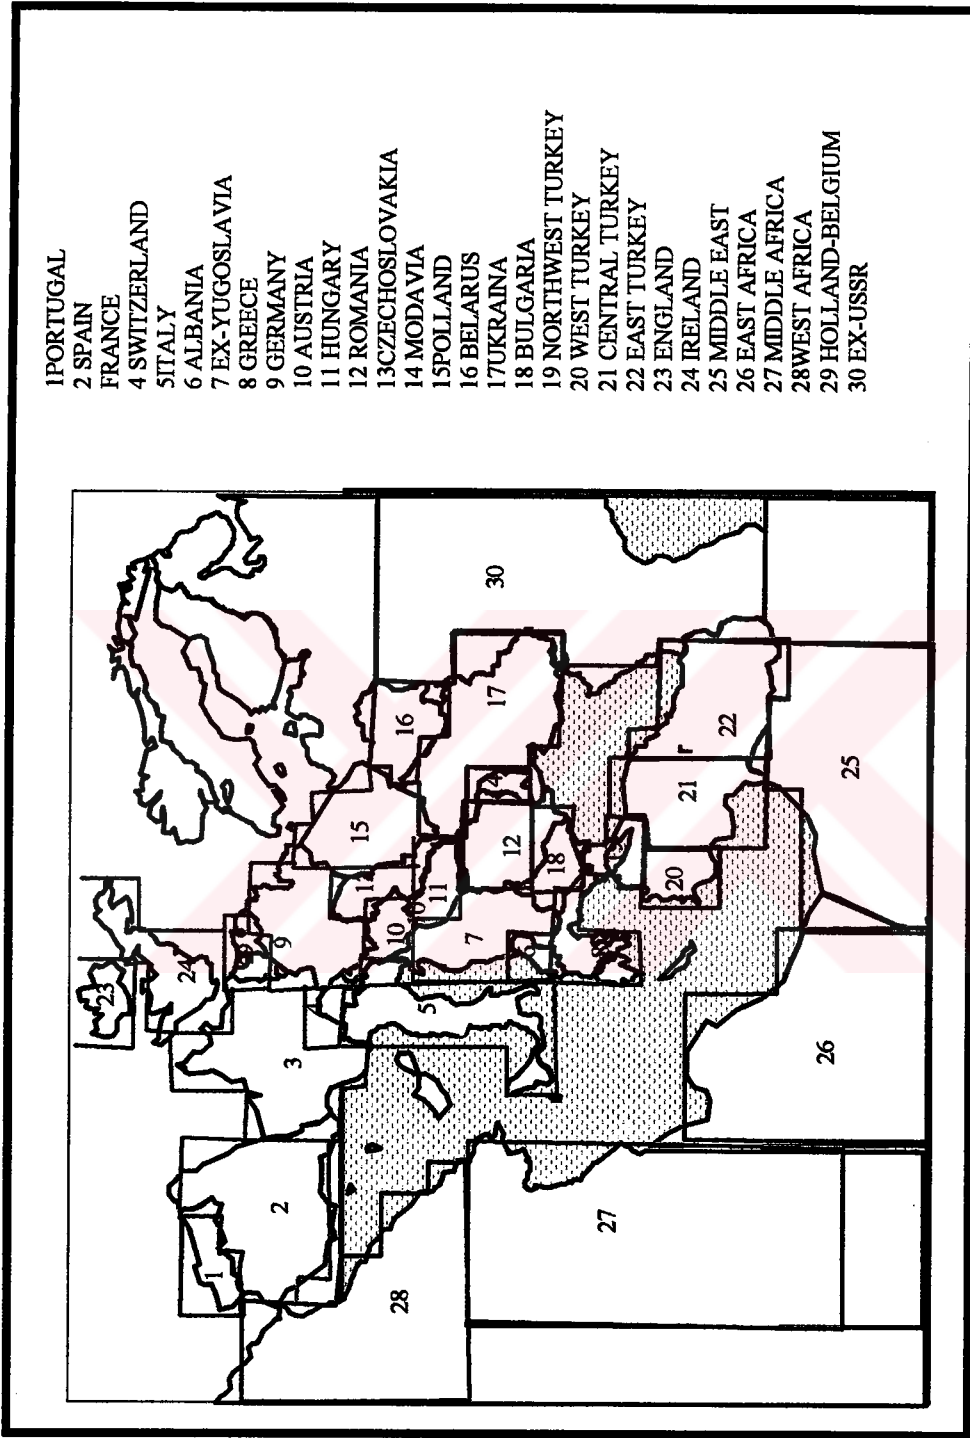 1PORTUGAL
2 SPAIN
FRANCE
4 SWITZERLAND
5ITALY
6 ALBANIA
7 EX-YUGOSLAVIA
8 GREECE
9 GERMANY
10 AUSTRIA
11 HUNGARY
12 ROMANIA
13CZECHOSLOVAKIA
14 MODAVIA
15POLLAND
16 BELARUS
17UKRAINA
18 BULGARIA
19 NORTHWEST TURKEY
20 WEST TURKEY
21 CENTRAL TURKEY
22 EAST TURKEY
23 ENGLAND
24 IRELAND
25 MIDDLE EAST
26 EAST AFRICA
27 MIDDLE AFRICA
28WEST AFRICA
29 HOLLAND-BELGIUM
30 EX-USSR
23
24
9
15
16
30
17
3
10
11
12
7
5
18
2
1
22
r
21
20
25
28
27
26